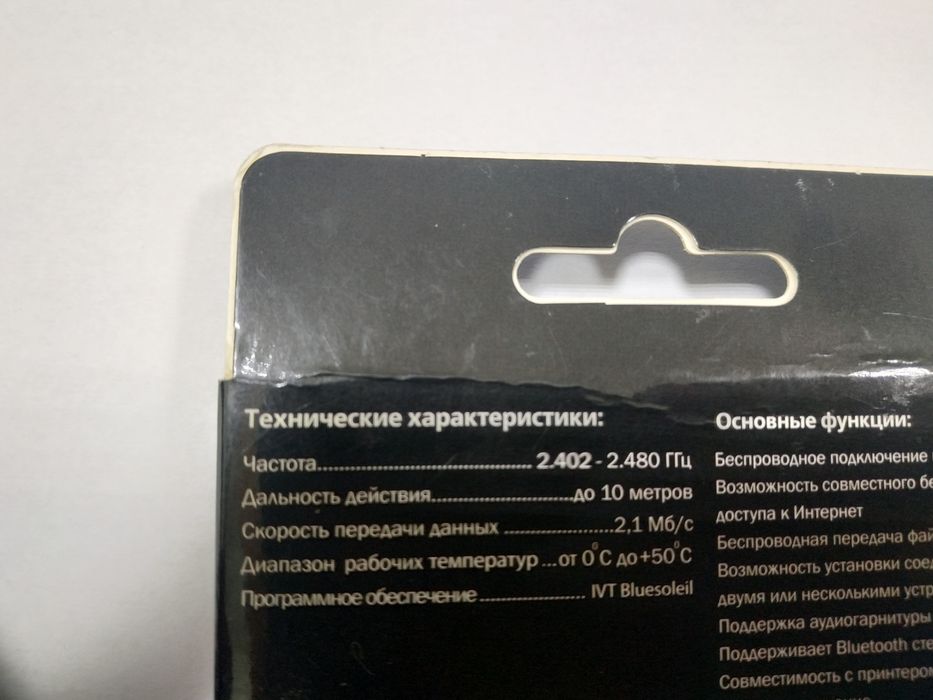 Технические характеристики:
Частота.......................................... 2.402 - 2.480 ГГц
Дальность действия............................до 10 метров
Скорость передачи данных ......................2,1 Мб/с
Диапазон рабочих температур ...от 0°С до+50°С
Программное обеспечение ..................... IVT Bluesoleil
Основные функции:
Беспроводное подключение
Возможность совместного
доступа к Интернет
Беспроводная передача
Возможность установки
двумя или несколькими
Поддержка аудиогарнитуры
Поддерживает Bluetooth
Совместимость с принтером